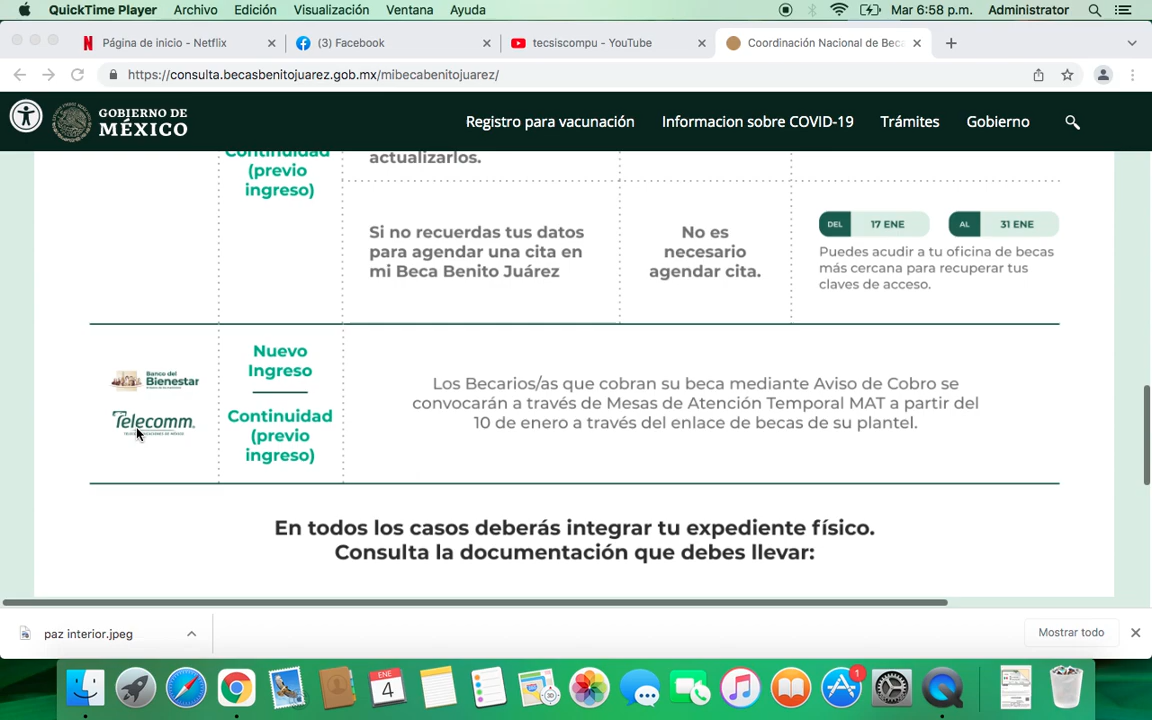 QuickTime Player Archivo Edición Visualización Ventana Ayuda Mar 6:58 p.m. Administrator
Página de inicio - Netflix (3) Facebook tecsiscompu - YouTube Coordinación Nacional de Beca
https://consulta.becasbenitojuarez.gob.mx/mibecabenitojuarez/
GOBIERNO DE
MÉXICO
Registro para vacunación Informacion sobre COVID-19 Trámites Gobierno
Continuidad
(previo
ingreso)
actualizarlos.
Si no recuerdas tus datos
para agendar una cita en
mi Beca Benito Juárez
No es
necesario
agendar cita.
DEL 17 ENE AL 31 ENE
Puedes acudir a tu oficina de becas
más cercana para recuperar tus
claves de acceso.
Banco del
Bienestar
Telecomm.
Nuevo
Ingreso
Continuidad
(previo
ingreso)
Los Becarios/as que cobran su beca mediante Aviso de Cobro se
convocarán a través de Mesas de Atención Temporal MAT a partir del
10 de enero a través del enlace de becas de su plantel.
En todos los casos deberás integrar tu expediente físico.
Consulta la documentación que debes llevar:
paz interior.jpeg
Mostrar todo
ENE
4
1